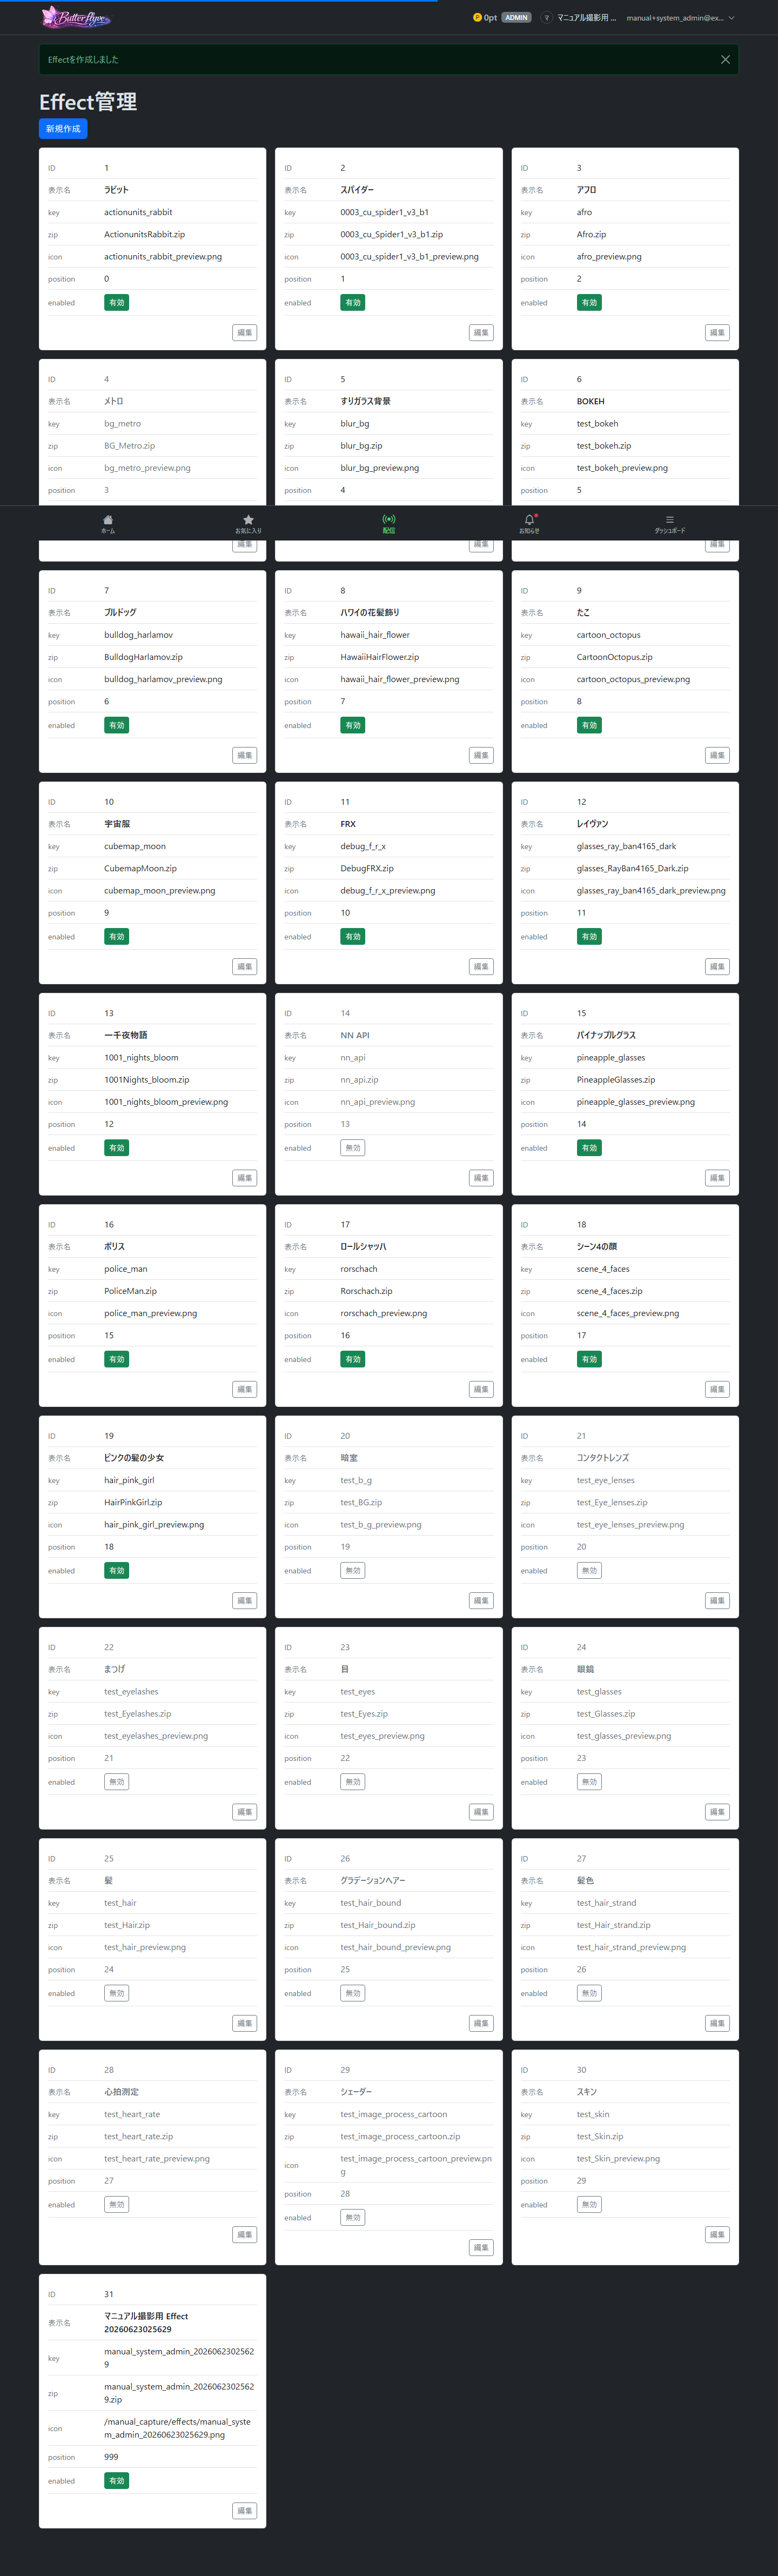 Butterflyve
P 0pt ADMIN マ マニュアル撮影用 ... manual+system_admin@ex...
Effectを作成しました
Effect管理
新規作成
ID 1
表示名 ラビット
key actionunits_rabbit
zip ActionunitsRabbit.zip
icon actionunits_rabbit_preview.png
position 0
enabled 有効
編集
ID 2
表示名 スパイダー
key 0003_cu_spider1_v3_b1
zip 0003_cu_Spider1_v3_b1.zip
icon 0003_cu_spider1_v3_b1_preview.png
position 1
enabled 有効
編集
ID 3
表示名 アフロ
key afro
zip Afro.zip
icon afro_preview.png
position 2
enabled 有効
編集
ID 4
表示名 メトロ
key bg_metro
zip BG_Metro.zip
icon bg_metro_preview.png
position 3
編集
ID 5
表示名 すりガラス背景
key blur_bg
zip blur_bg.zip
icon blur_bg_preview.png
position 4
編集
ID 6
表示名 BOKEH
key test_bokeh
zip test_bokeh.zip
icon test_bokeh_preview.png
position 5
編集
ホーム
お気に入り
配信
お知らせ
ダッシュボード
ID 7
表示名 ブルドッグ
key bulldog_harlamov
zip BulldogHarlamov.zip
icon bulldog_harlamov_preview.png
position 6
enabled 有効
編集
ID 8
表示名 ハワイの花髪飾り
key hawaii_hair_flower
zip HawaiiHairFlower.zip
icon hawaii_hair_flower_preview.png
position 7
enabled 有効
編集
ID 9
表示名 たこ
key cartoon_octopus
zip CartoonOctopus.zip
icon cartoon_octopus_preview.png
position 8
enabled 有効
編集
ID 10
表示名 宇宙服
key cubemap_moon
zip CubemapMoon.zip
icon cubemap_moon_preview.png
position 9
enabled 有効
編集
ID 11
表示名 FRX
key debug_f_r_x
zip DebugFRX.zip
icon debug_f_r_x_preview.png
position 10
enabled 有効
編集
ID 12
表示名 レイヴァン
key glasses_ray_ban4165_dark
zip glasses_RayBan4165_Dark.zip
icon glasses_ray_ban4165_dark_preview.png
position 11
enabled 有効
編集
ID 13
表示名 一千夜物語
key 1001_nights_bloom
zip 1001Nights_bloom.zip
icon 1001_nights_bloom_preview.png
position 12
enabled 有効
編集
ID 14
表示名 NN API
key nn_api
zip nn_api.zip
icon nn_api_preview.png
position 13
enabled 無効
編集
ID 15
表示名 パイナップルグラス
key pineapple_glasses
zip PineappleGlasses.zip
icon pineapple_glasses_preview.png
position 14
enabled 有効
編集
ID 16
表示名 ポリス
key police_man
zip PoliceMan.zip
icon police_man_preview.png
position 15
enabled 有効
編集
ID 17
表示名 ロールシャッハ
key rorschach
zip Rorschach.zip
icon rorschach_preview.png
position 16
enabled 有効
編集
ID 18
表示名 シーン4の顔
key scene_4_faces
zip scene_4_faces.zip
icon scene_4_faces_preview.png
position 17
enabled 有効
編集
ID 19
表示名 ピンクの髪の少女
key hair_pink_girl
zip HairPinkGirl.zip
icon hair_pink_girl_preview.png
position 18
enabled 有効
編集
ID 20
表示名 暗室
key test_b_g
zip test_BG.zip
icon test_b_g_preview.png
position 19
enabled 無効
編集
ID 21
表示名 コンタクトレンズ
key test_eye_lenses
zip test_Eye_lenses.zip
icon test_eye_lenses_preview.png
position 20
enabled 無効
編集
ID 22
表示名 まつげ
key test_eyelashes
zip test_Eyelashes.zip
icon test_eyelashes_preview.png
position 21
enabled 無効
編集
ID 23
表示名 目
key test_eyes
zip test_Eyes.zip
icon test_eyes_preview.png
position 22
enabled 無効
編集
ID 24
表示名 眼鏡
key test_glasses
zip test_Glasses.zip
icon test_glasses_preview.png
position 23
enabled 無効
編集
ID 25
表示名 髪
key test_hair
zip test_Hair.zip
icon test_hair_preview.png
position 24
enabled 無効
編集
ID 26
表示名 グラデーションヘアー
key test_hair_bound
zip test_Hair_bound.zip
icon test_hair_bound_preview.png
position 25
enabled 無効
編集
ID 27
表示名 髪色
key test_hair_strand
zip test_Hair_strand.zip
icon test_hair_strand_preview.png
position 26
enabled 無効
編集
ID 28
表示名 心拍測定
key test_heart_rate
zip test_heart_rate.zip
icon test_heart_rate_preview.png
position 27
enabled 無効
編集
ID 29
表示名 シェーダー
key test_image_process_cartoon
zip test_image_process_cartoon.zip
icon test_image_process_cartoon_preview.pn
g
position 28
enabled 無効
編集
ID 30
表示名 スキン
key test_skin
zip test_Skin.zip
icon test_Skin_preview.png
position 29
enabled 無効
編集
ID 31
表示名 マニュアル撮影用 Effect
20260623025629
key manual_system_admin_2026062302562
9
zip manual_system_admin_2026062302562
9.zip
icon /manual_capture/effects/manual_syste
m_admin_20260623025629.png
position 999
enabled 有効
編集